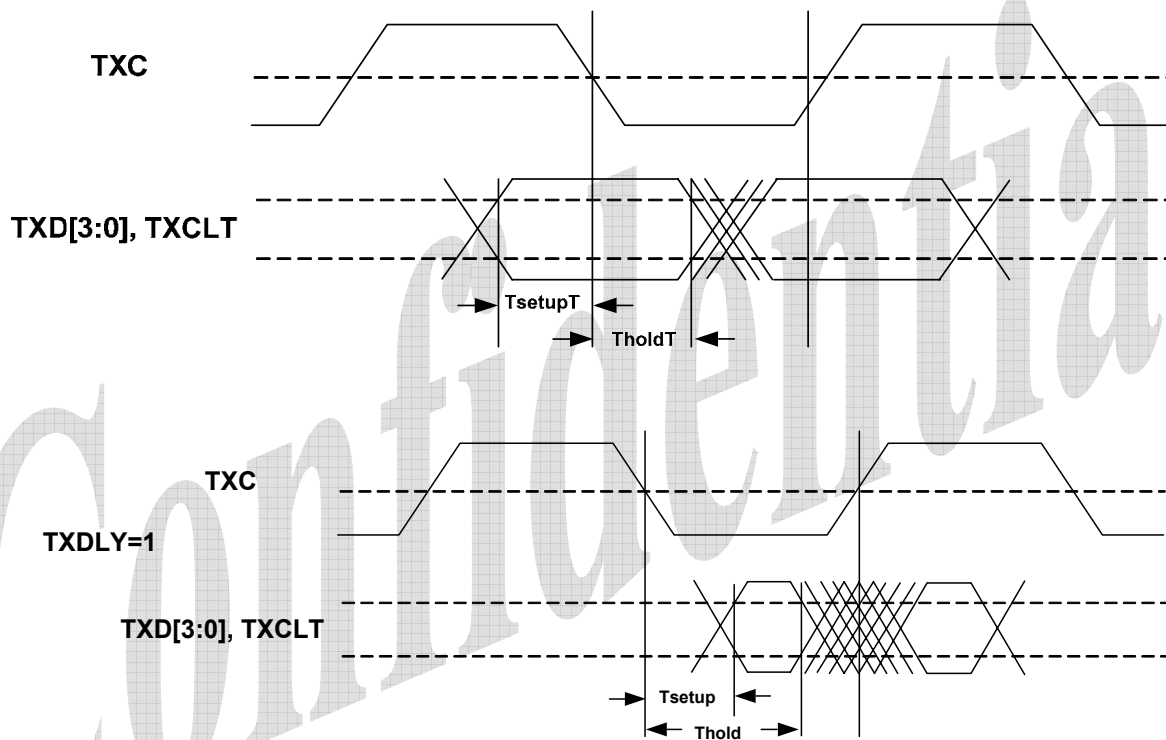 TXC
TXD[3:0], TXCLT
TsetupT
TholdT
TXC
TXDLY=1
TXD[3:0], TXCLT
Tsetup
Thold
Confidentia